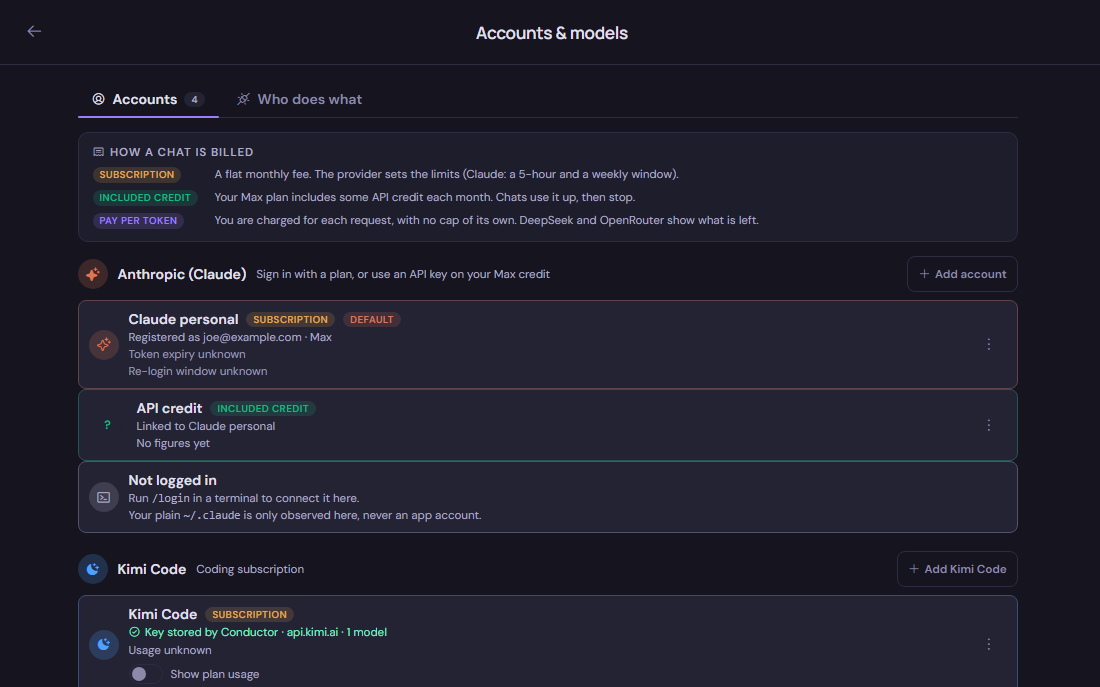 Accounts & models
Accounts 4
Who does what
HOW A CHAT IS BILLED
SUBSCRIPTION A flat monthly fee. The provider sets the limits (Claude: a 5-hour and a weekly window).
INCLUDED CREDIT Your Max plan includes some API credit each month. Chats use it up, then stop.
PAY PER TOKEN You are charged for each request, with no cap of its own. DeepSeek and OpenRouter show what is left.
Anthropic (Claude) Sign in with a plan, or use an API key on your Max credit
+ Add account
Claude personal SUBSCRIPTION DEFAULT
Registered as joe@example.com · Max
Token expiry unknown
Re-login window unknown
? API credit INCLUDED CREDIT
Linked to Claude personal
No figures yet
Not logged in
Run /login in a terminal to connect it here.
Your plain ~/.claude is only observed here, never an app account.
Kimi Code Coding subscription
+ Add Kimi Code
Kimi Code SUBSCRIPTION
Key stored by Conductor · api.kimi.ai · 1 model
Usage unknown
Show plan usage